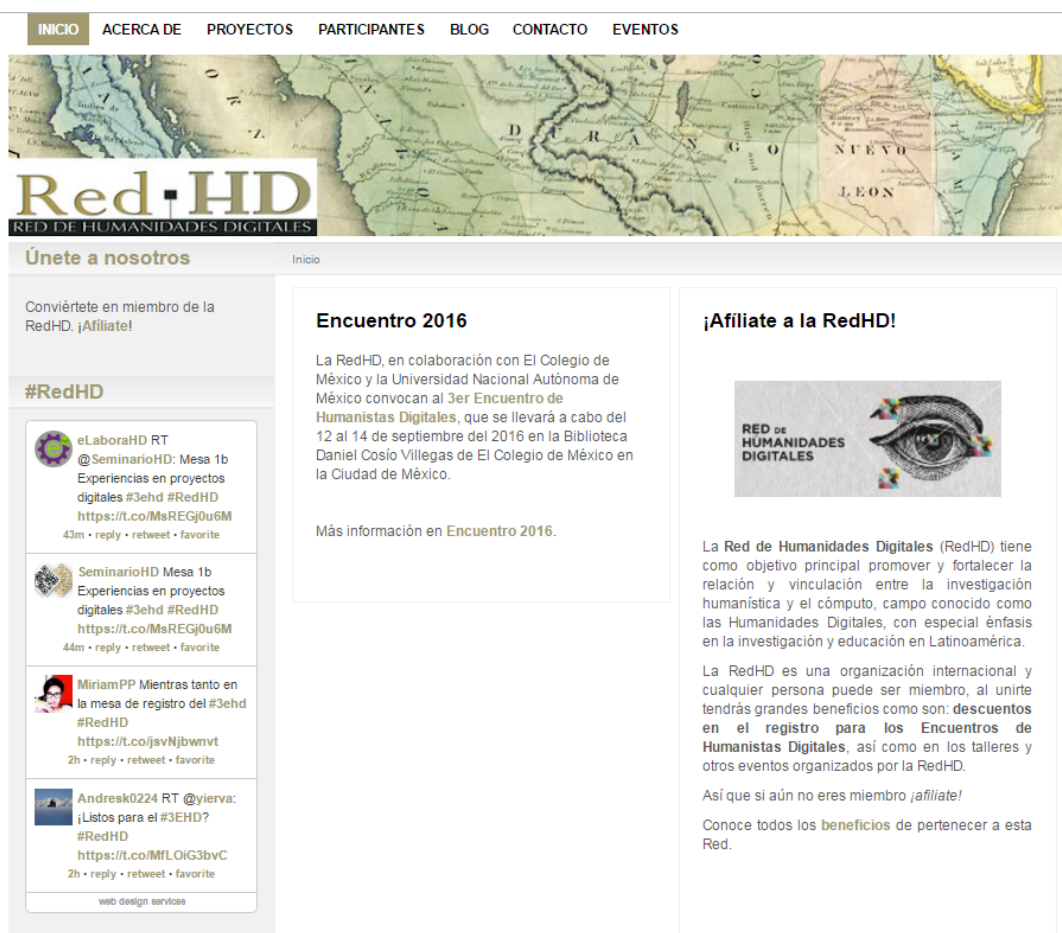 INICIO ACERCA DE PROYECTOS PARTICIPANTES BLOG CONTACTO EVENTOS
D U R A N G O
NUEVO
LEON
Red HD
RED DE HUMANIDADES DIGITALES
Únete a nosotros
Conviértete en miembro de la
RedHD. ¡Afíliate!
#RedHD
eLaboraHD RT
@SeminarioHD: Mesa 1b
Experiencias en proyectos
digitales #3ehd #RedHD
https://t.co/MsREGj0u6M
43m • reply • retweet • favorite
SeminarioHD Mesa 1b
Experiencias en proyectos
digitales #3ehd #RedHD
https://t.co/MsREGj0u6M
44m • reply • retweet • favorite
MiriamPP Mientras tanto en
la mesa de registro del #3ehd
#RedHD
https://t.co/jsvNjbwnvt
2h • reply • retweet • favorite
Andresk0224 RT @yierva:
¡Listos para el #3EHD?
#RedHD
https://t.co/MfLOiG3bvC
2h • reply • retweet • favorite
web design services
Inicio
Encuentro 2016
La RedHD, en colaboración con El Colegio de
México y la Universidad Nacional Autónoma de
México convocan al 3er Encuentro de
Humanistas Digitales, que se llevará a cabo del
12 al 14 de septiembre del 2016 en la Biblioteca
Daniel Cosío Villegas de El Colegio de México en
la Ciudad de México.
Más información en Encuentro 2016.
¡Afíliate a la RedHD!
RED DE
HUMANIDADES
DIGITALES
La Red de Humanidades Digitales (RedHD) tiene
como objetivo principal promover y fortalecer la
relación y vinculación entre la investigación
humanística y el cómputo, campo conocido como
las Humanidades Digitales, con especial énfasis
en la investigación y educación en Latinoamérica.
La RedHD es una organización internacional y
cualquier persona puede ser miembro, al unirte
tendrás grandes beneficios como son: descuentos
en el registro para los Encuentros de
Humanistas Digitales, así como en los talleres y
otros eventos organizados por la RedHD.
Así que si aún no eres miembro ¡afiliate!
Conoce todos los beneficios de pertenecer a esta
Red.